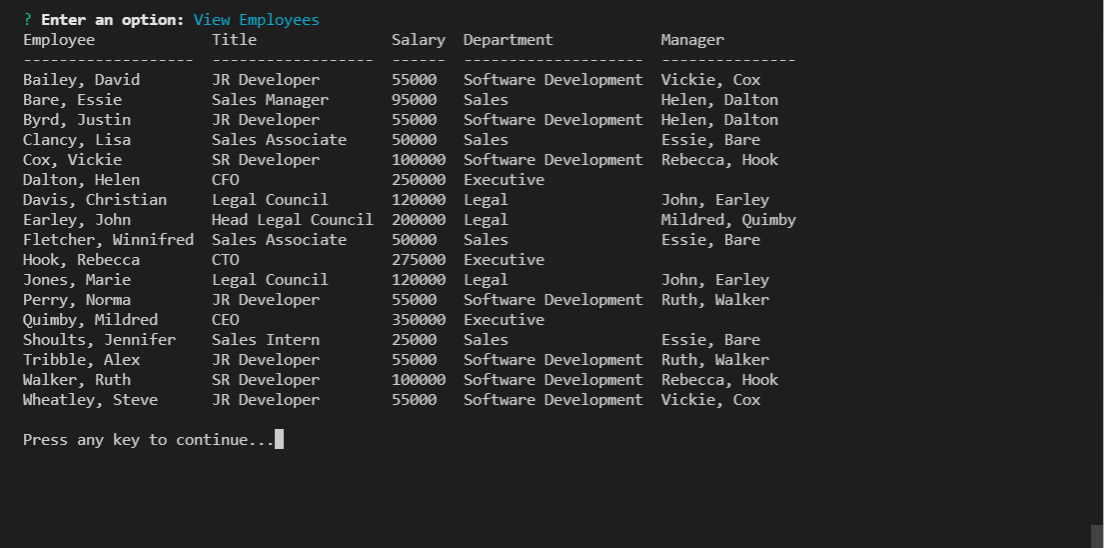 ? Enter an option: View Employees
Employee             Title               Salary  Department            Manager
-------------------  ------------------  ------  --------------------  ---------------
Bailey, David        JR Developer        55000   Software Development  Vickie, Cox
Bare, Essie          Sales Manager       95000   Sales                 Helen, Dalton
Byrd, Justin         JR Developer        55000   Software Development  Helen, Dalton
Clancy, Lisa         Sales Associate     50000   Sales                 Essie, Bare
Cox, Vickie          SR Developer        100000  Software Development  Rebecca, Hook
Dalton, Helen        CFO                 250000  Executive
Davis, Christian     Legal Council       120000  Legal                 John, Earley
Earley, John         Head Legal Council  200000  Legal                 Mildred, Quimby
Fletcher, Winnifred  Sales Associate     50000   Sales                 Essie, Bare
Hook, Rebecca        CTO                 275000  Executive
Jones, Marie         Legal Council       120000  Legal                 John, Earley
Perry, Norma         JR Developer        55000   Software Development  Ruth, Walker
Quimby, Mildred      CEO                 350000  Executive
Shoults, Jennifer    Sales Intern        25000   Sales                 Essie, Bare
Tribble, Alex        JR Developer        55000   Software Development  Ruth, Walker
Walker, Ruth         SR Developer        100000  Software Development  Rebecca, Hook
Wheatley, Steve      JR Developer        55000   Software Development  Vickie, Cox
Press any key to continue...